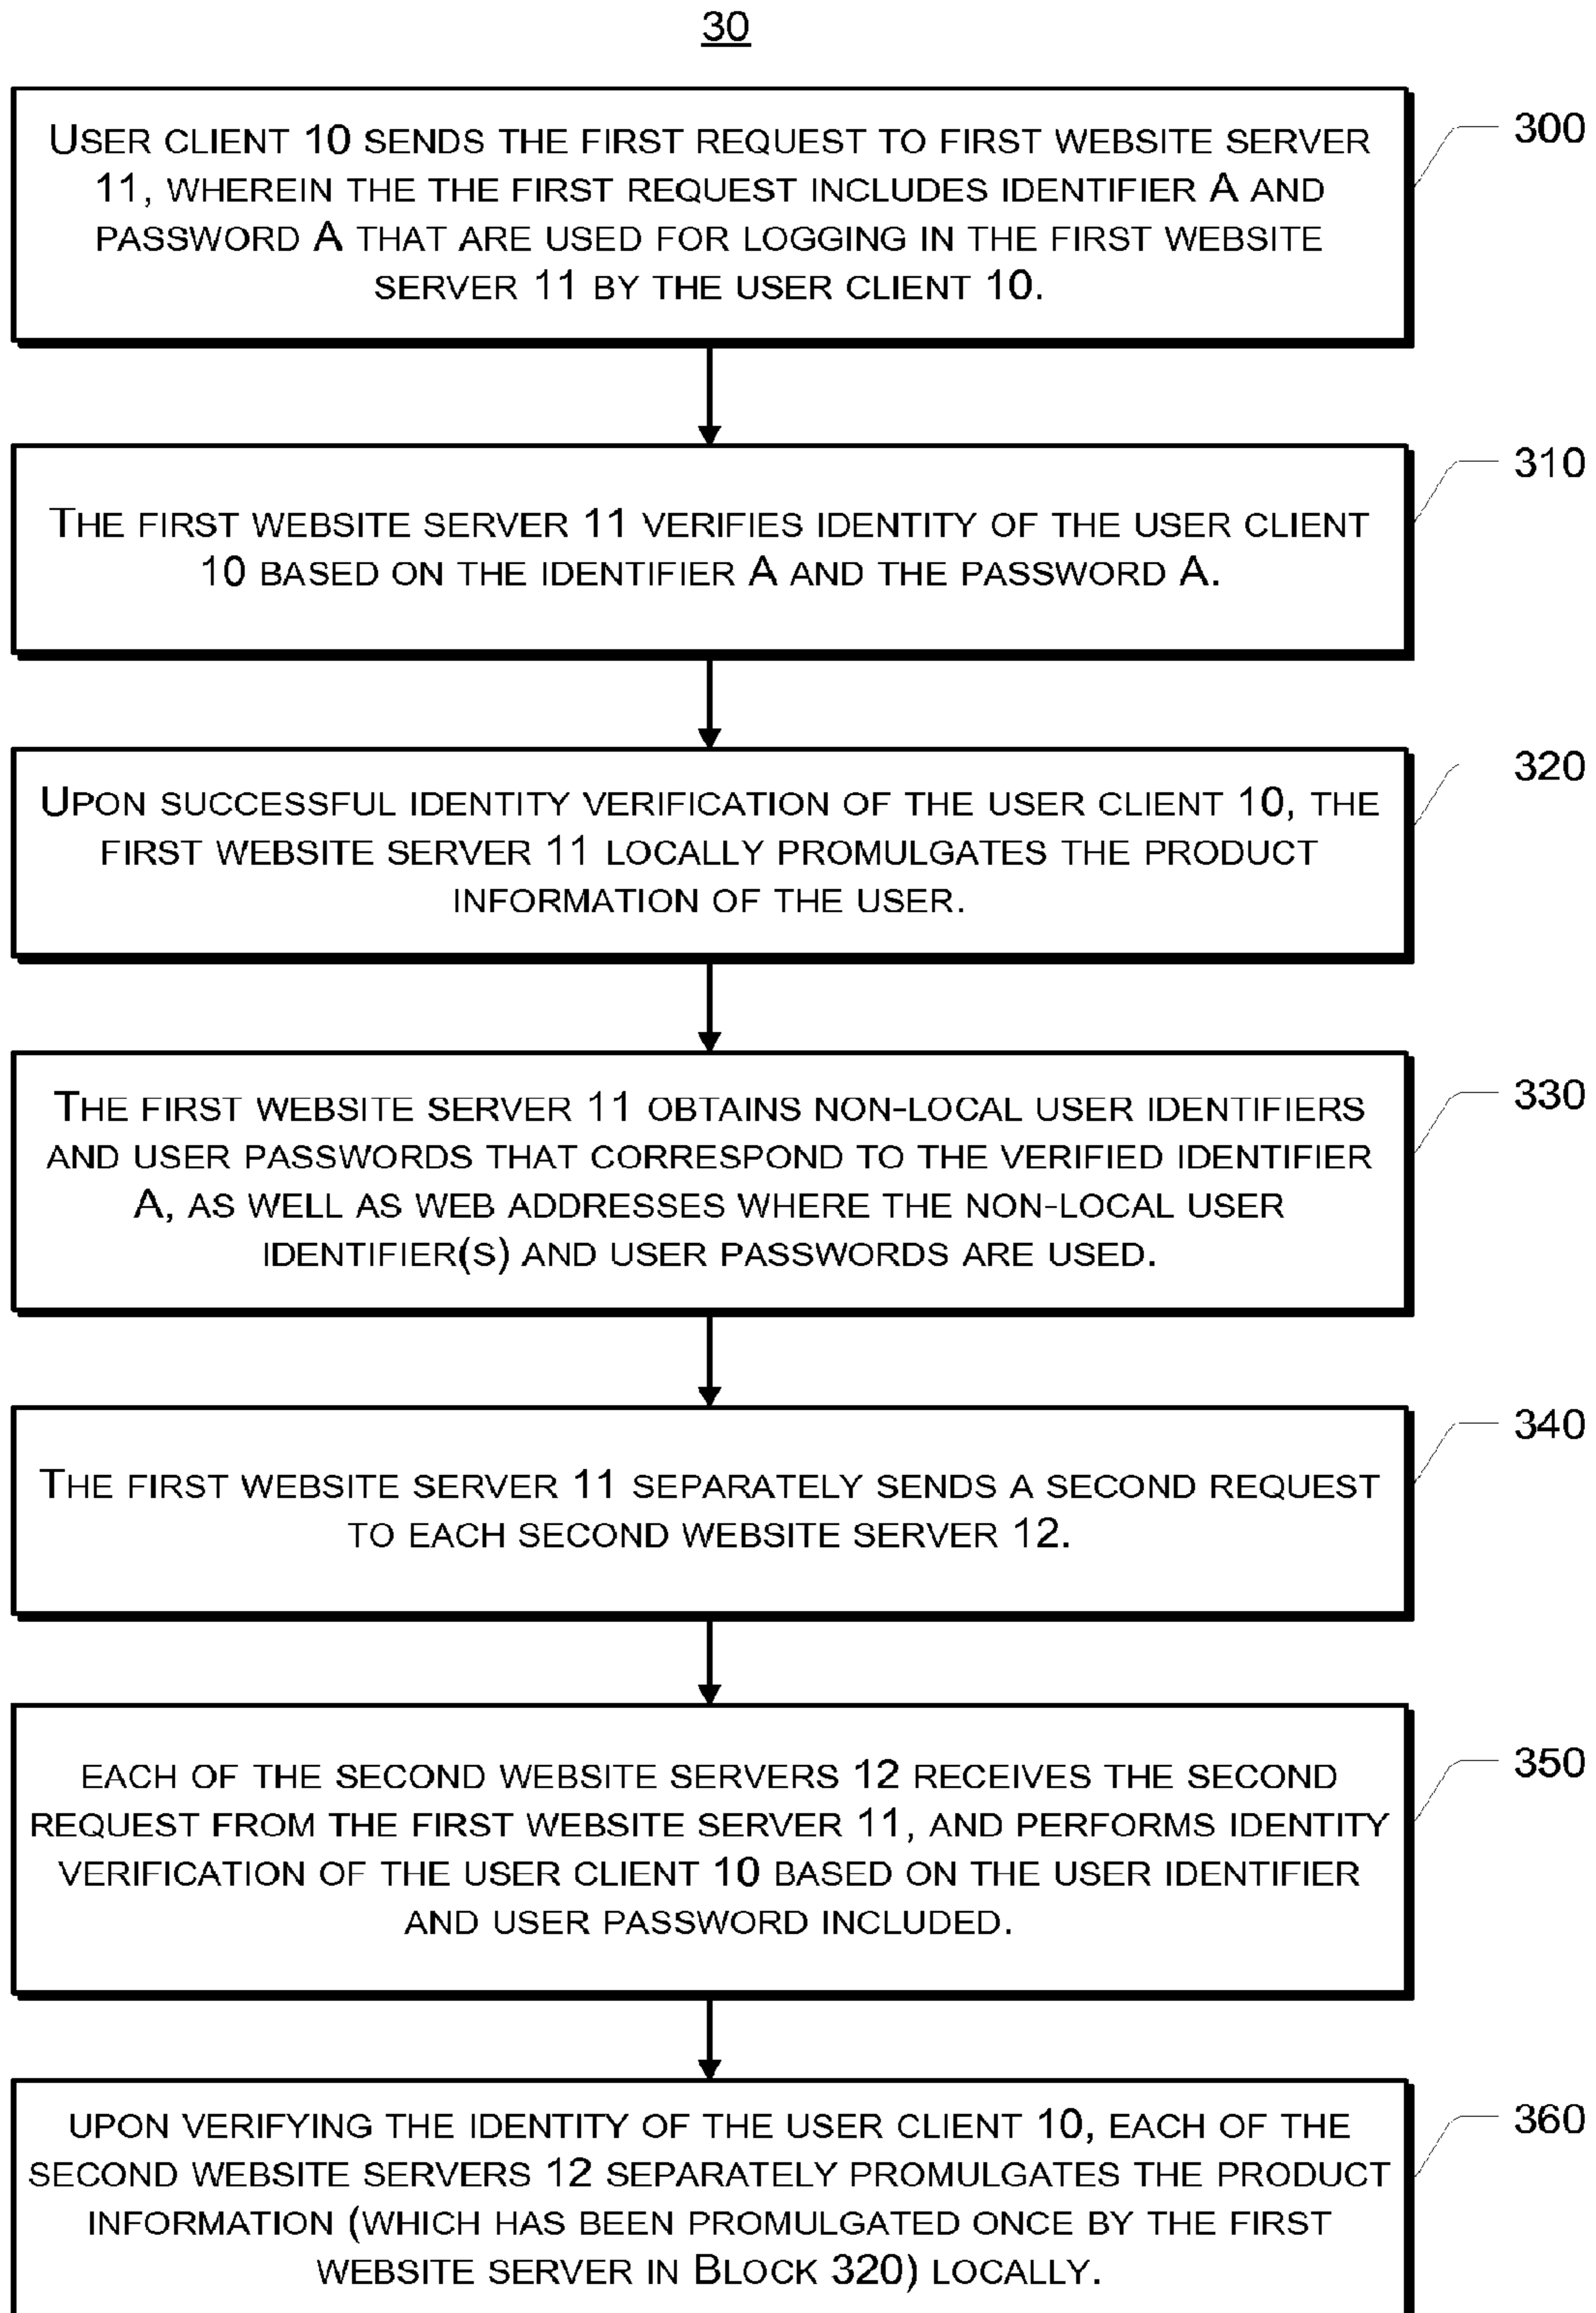 30
USER CLIENT 10 SENDS THE FIRST REQUEST TO FIRST WEBSITE SERVER
11, WHEREIN THE THE FIRST REQUEST INCLUDES IDENTIFIER A AND
PASSWORD A THAT ARE USED FOR LOGGING IN THE FIRST WEBSITE
SERVER 11 BY THE USER CLIENT 10.
300
THE FIRST WEBSITE SERVER 11 VERIFIES IDENTITY OF THE USER CLIENT
10 BASED ON THE IDENTIFIER A AND THE PASSWORD A.
310
UPON SUCCESSFUL IDENTITY VERIFICATION OF THE USER CLIENT 10, THE
FIRST WEBSITE SERVER 11 LOCALLY PROMULGATES THE PRODUCT
INFORMATION OF THE USER.
320
THE FIRST WEBSITE SERVER 11 OBTAINS NON-LOCAL USER IDENTIFIERS
AND USER PASSWORDS THAT CORRESPOND TO THE VERIFIED IDENTIFIER
A, AS WELL AS WEB ADDRESSES WHERE THE NON-LOCAL USER
IDENTIFIER(S) AND USER PASSWORDS ARE USED.
330
THE FIRST WEBSITE SERVER 11 SEPARATELY SENDS A SECOND REQUEST
TO EACH SECOND WEBSITE SERVER 12.
340
EACH OF THE SECOND WEBSITE SERVERS 12 RECEIVES THE SECOND
REQUEST FROM THE FIRST WEBSITE SERVER 11, AND PERFORMS IDENTITY
VERIFICATION OF THE USER CLIENT 10 BASED ON THE USER IDENTIFIER
AND USER PASSWORD INCLUDED.
350
UPON VERIFYING THE IDENTITY OF THE USER CLIENT 10, EACH OF THE
SECOND WEBSITE SERVERS 12 SEPARATELY PROMULGATES THE PRODUCT
INFORMATION (WHICH HAS BEEN PROMULGATED ONCE BY THE FIRST
WEBSITE SERVER IN BLOCK 320) LOCALLY.
360